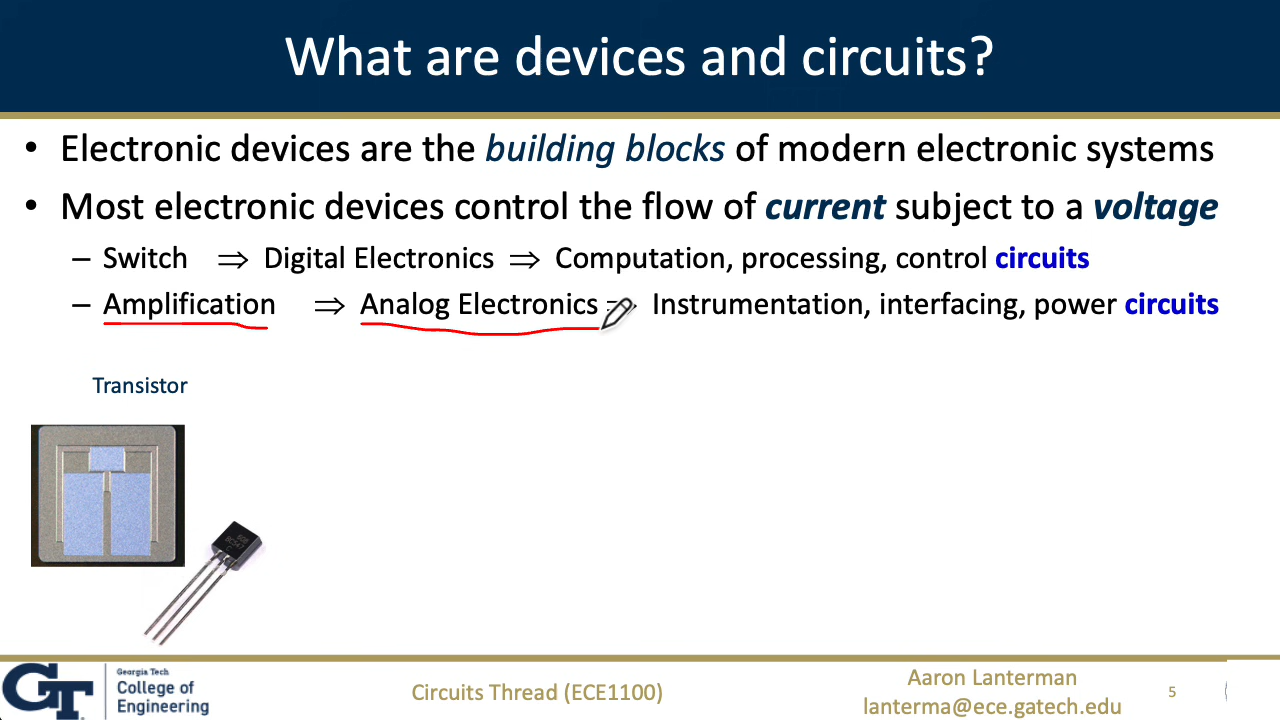 What are devices and circuits?
• Electronic devices are the building blocks of modern electronic systems
• Most electronic devices control the flow of current subject to a voltage
– Switch ⇒ Digital Electronics ⇒ Computation, processing, control circuits
– Amplification ⇒ Analog Electronics ⇒ Instrumentation, interfacing, power circuits
Transistor
BC547
GT
Georgia Tech
College of
Engineering
Circuits Thread (ECE1100)
Aaron Lanterman
lanterma@ece.gatech.edu
5